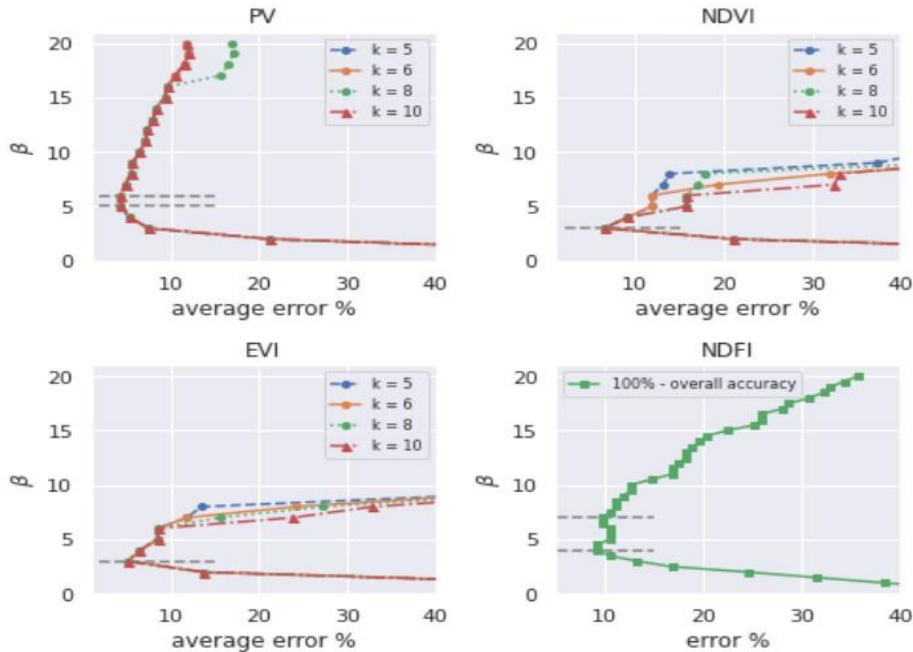 PV
20
15
10
5
0
β
k = 5
k = 6
k = 8
k = 10
10 20 30 40
average error %
NDVI
20
15
10
5
0
β
k = 5
k = 6
k = 8
k = 10
10 20 30 40
average error %
EVI
20
15
10
5
0
β
k = 5
k = 6
k = 8
k = 10
10 20 30 40
average error %
NDFI
20
15
10
5
0
β
100% - overall accuracy
10 20 30 40
error %